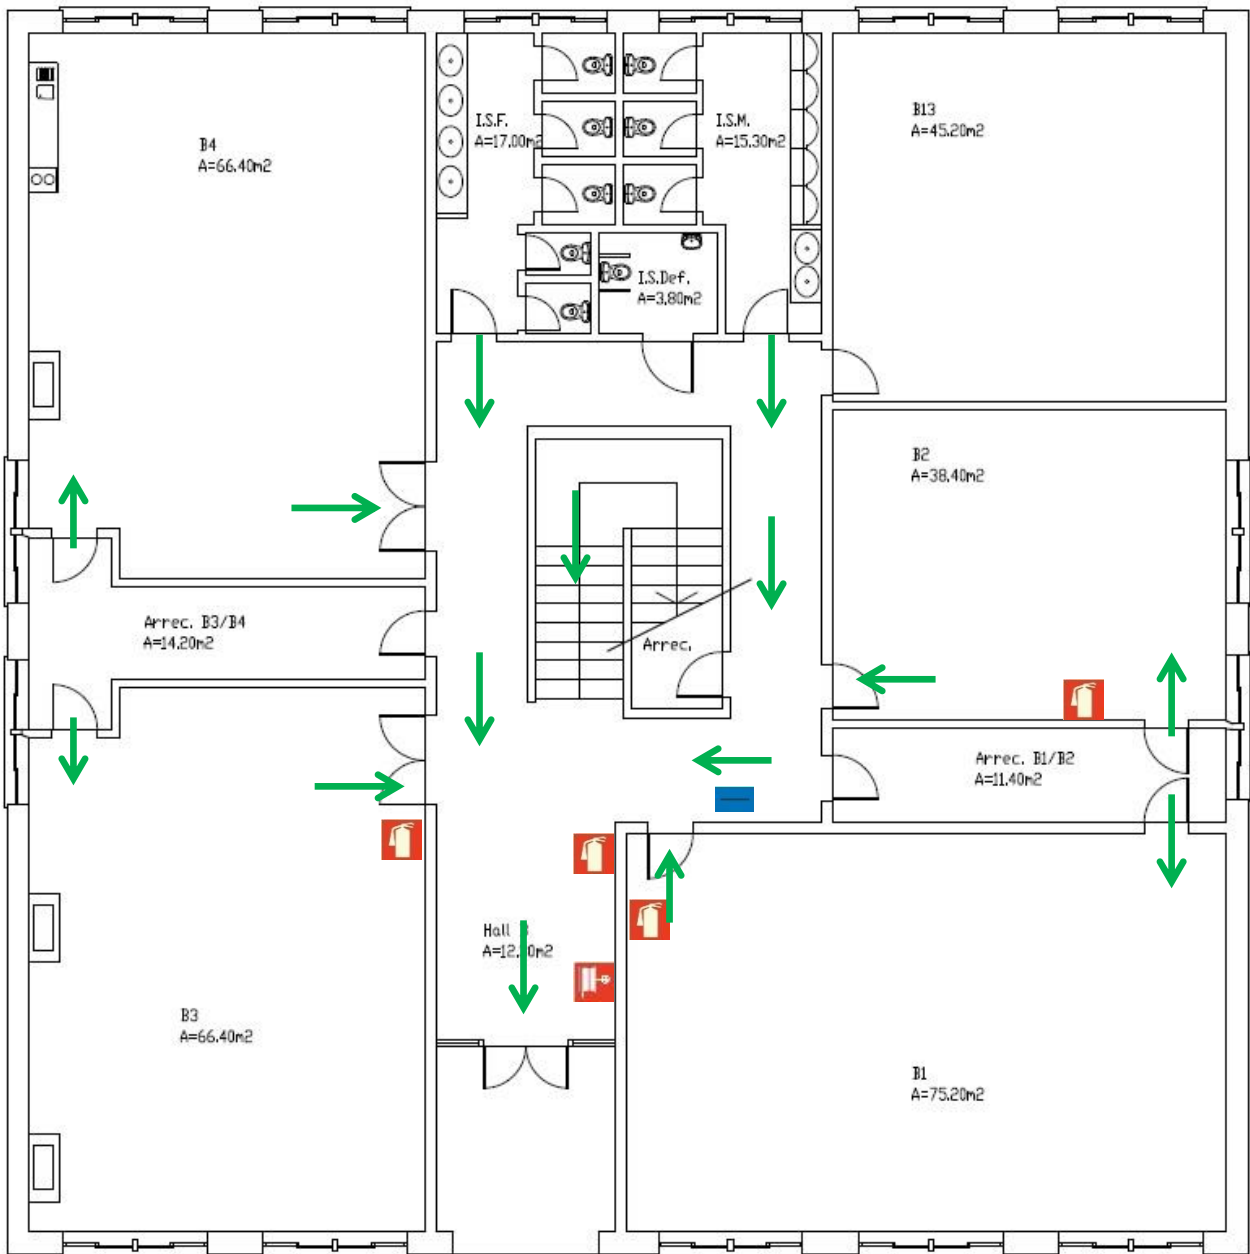 B4
A=66.40m2
I.S.F.
A=17.00m2
I.S.M.
A=15.30m2
B13
A=45.20m2
I.S.Def.
A=3.80m2
B2
A=38.40m2
Arrec. B3/B4
A=14.20m2
Arrec.
Arrec. B1/B2
A=11.40m2
Hall
B3
A=66.40m2
B1
A=75.20m2